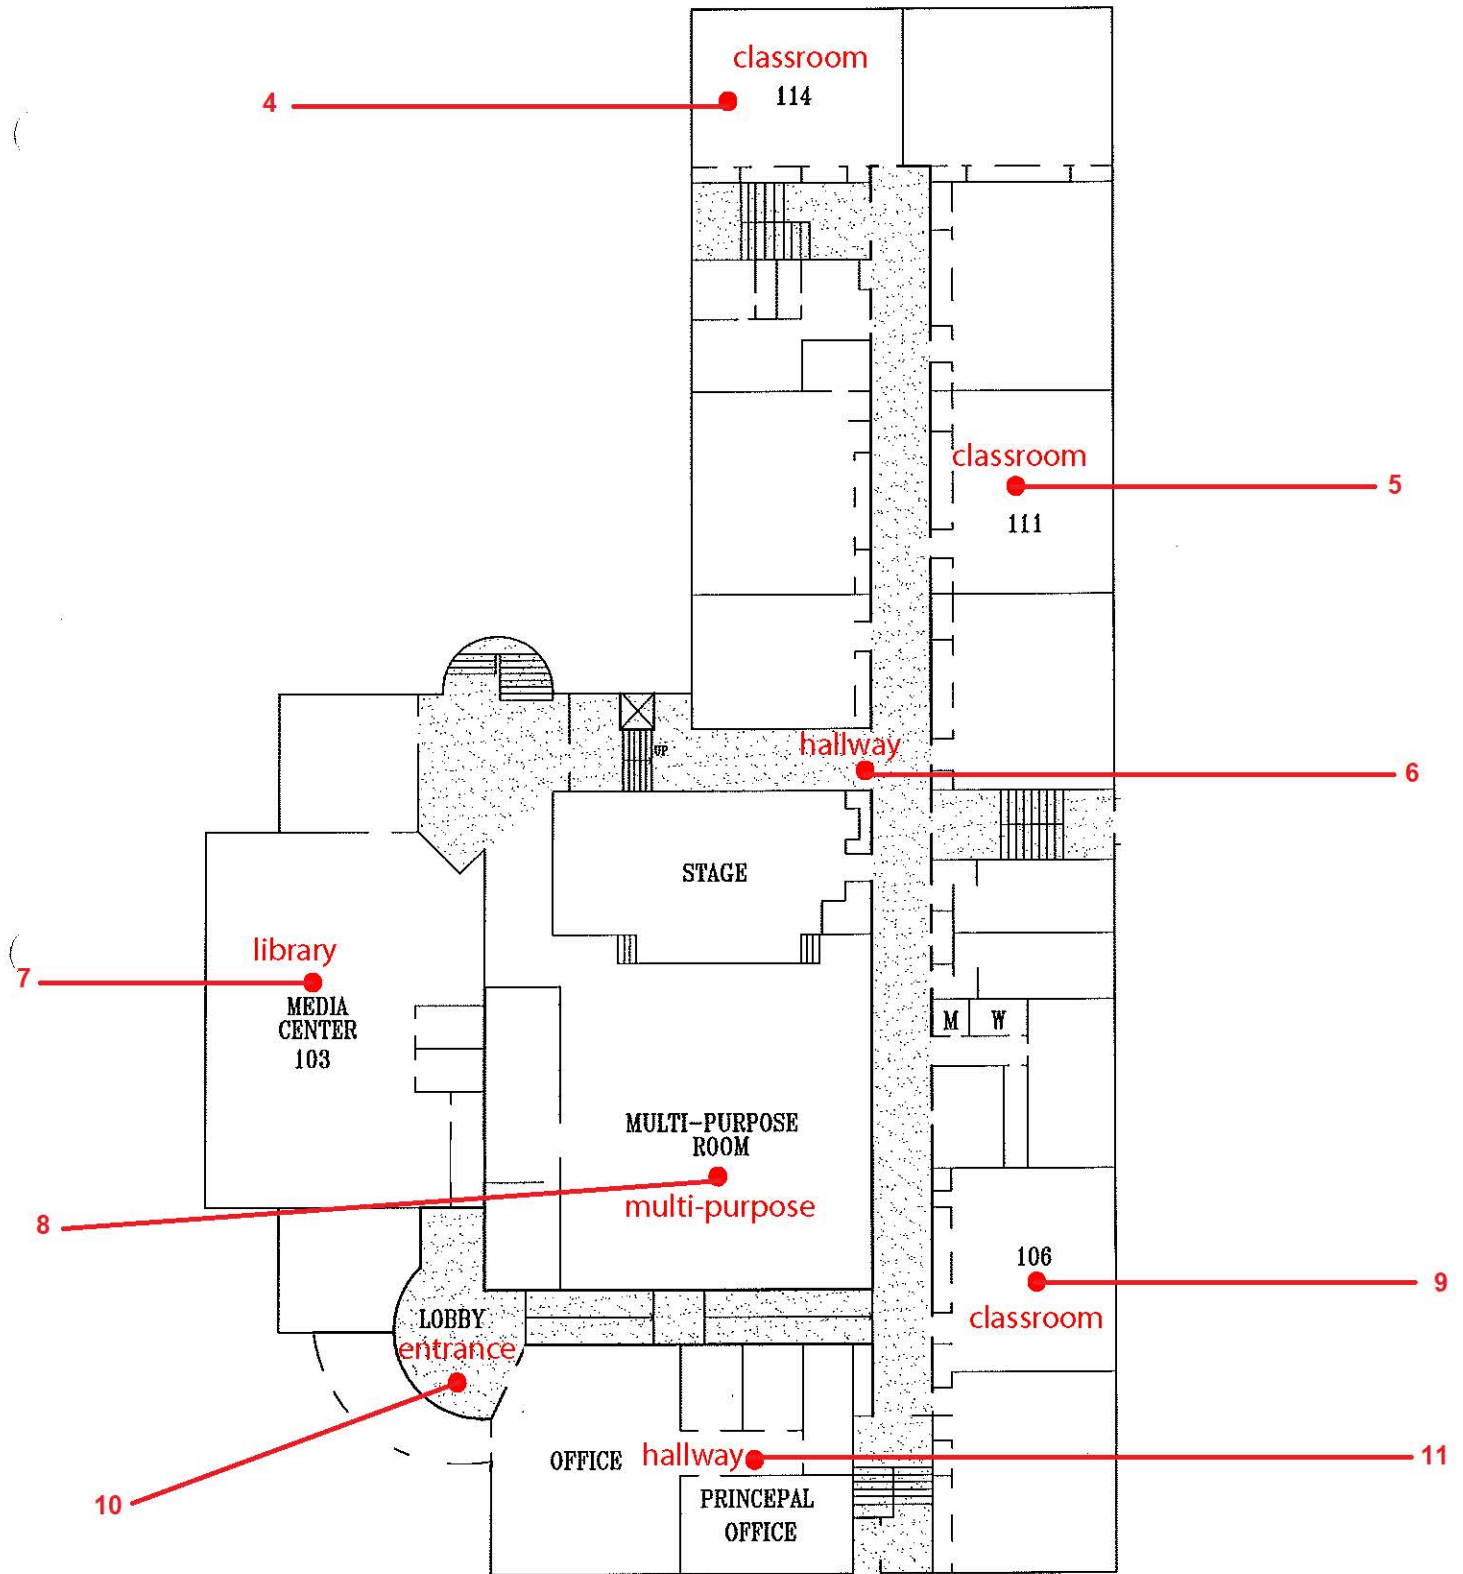 classroom
4
114
classroom
5
111
hallway
UP
6
STAGE
library
7
MEDIA
CENTER
103
M W
MULTI-PURPOSE
ROOM
8
multi-purpose
106
9
classroom
LOBBY
entrance
OFFICE
hallway
11
10
PRINCEPAL
OFFICE